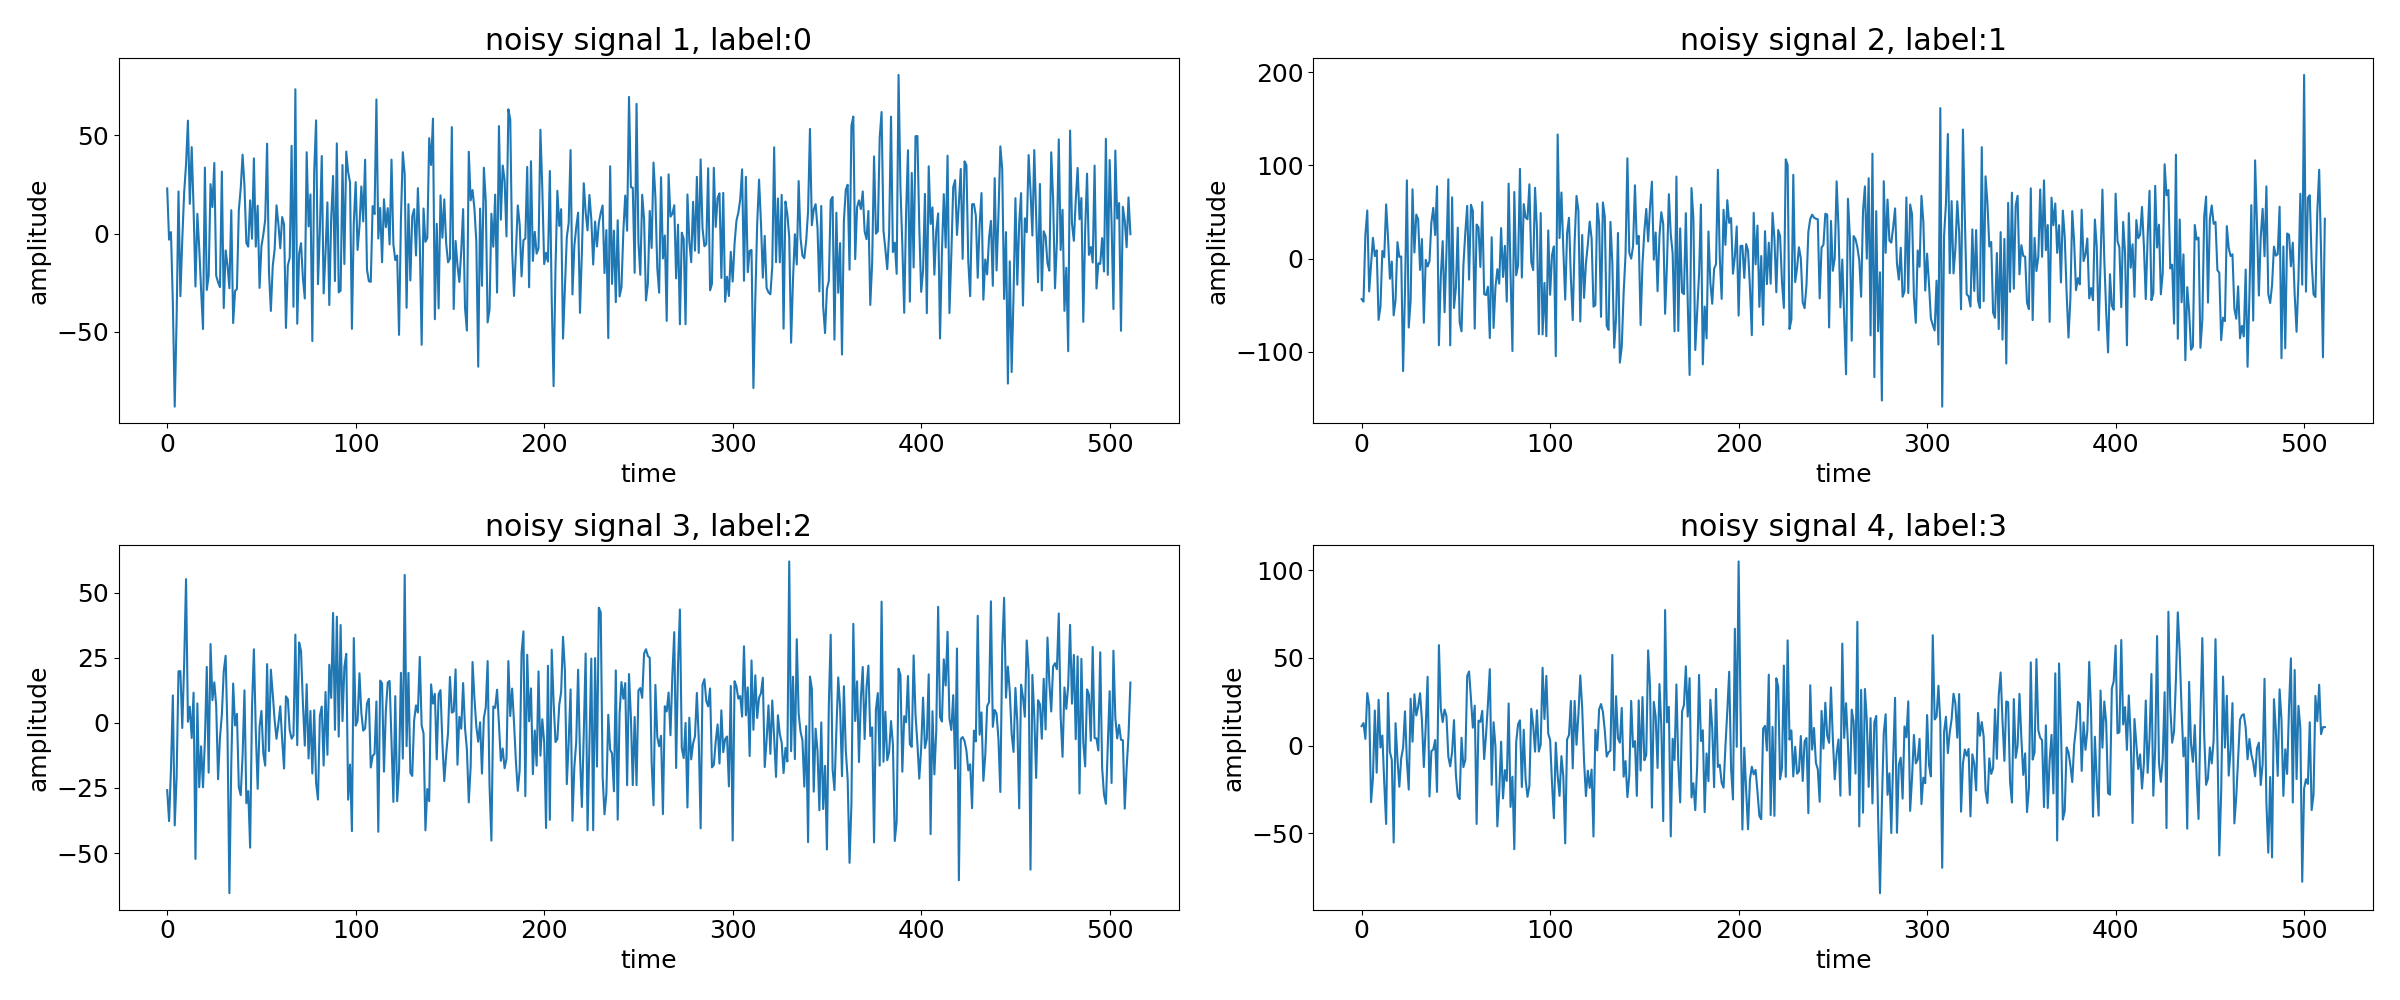 noisy signal 1, label:0
amplitude
50
0
−50
0 100 200 300 400 500
time
noisy signal 2, label:1
amplitude
200
100
0
−100
0 100 200 300 400 500
time
noisy signal 3, label:2
amplitude
50
25
0
−25
−50
0 100 200 300 400 500
time
noisy signal 4, label:3
amplitude
100
50
0
−50
0 100 200 300 400 500
time